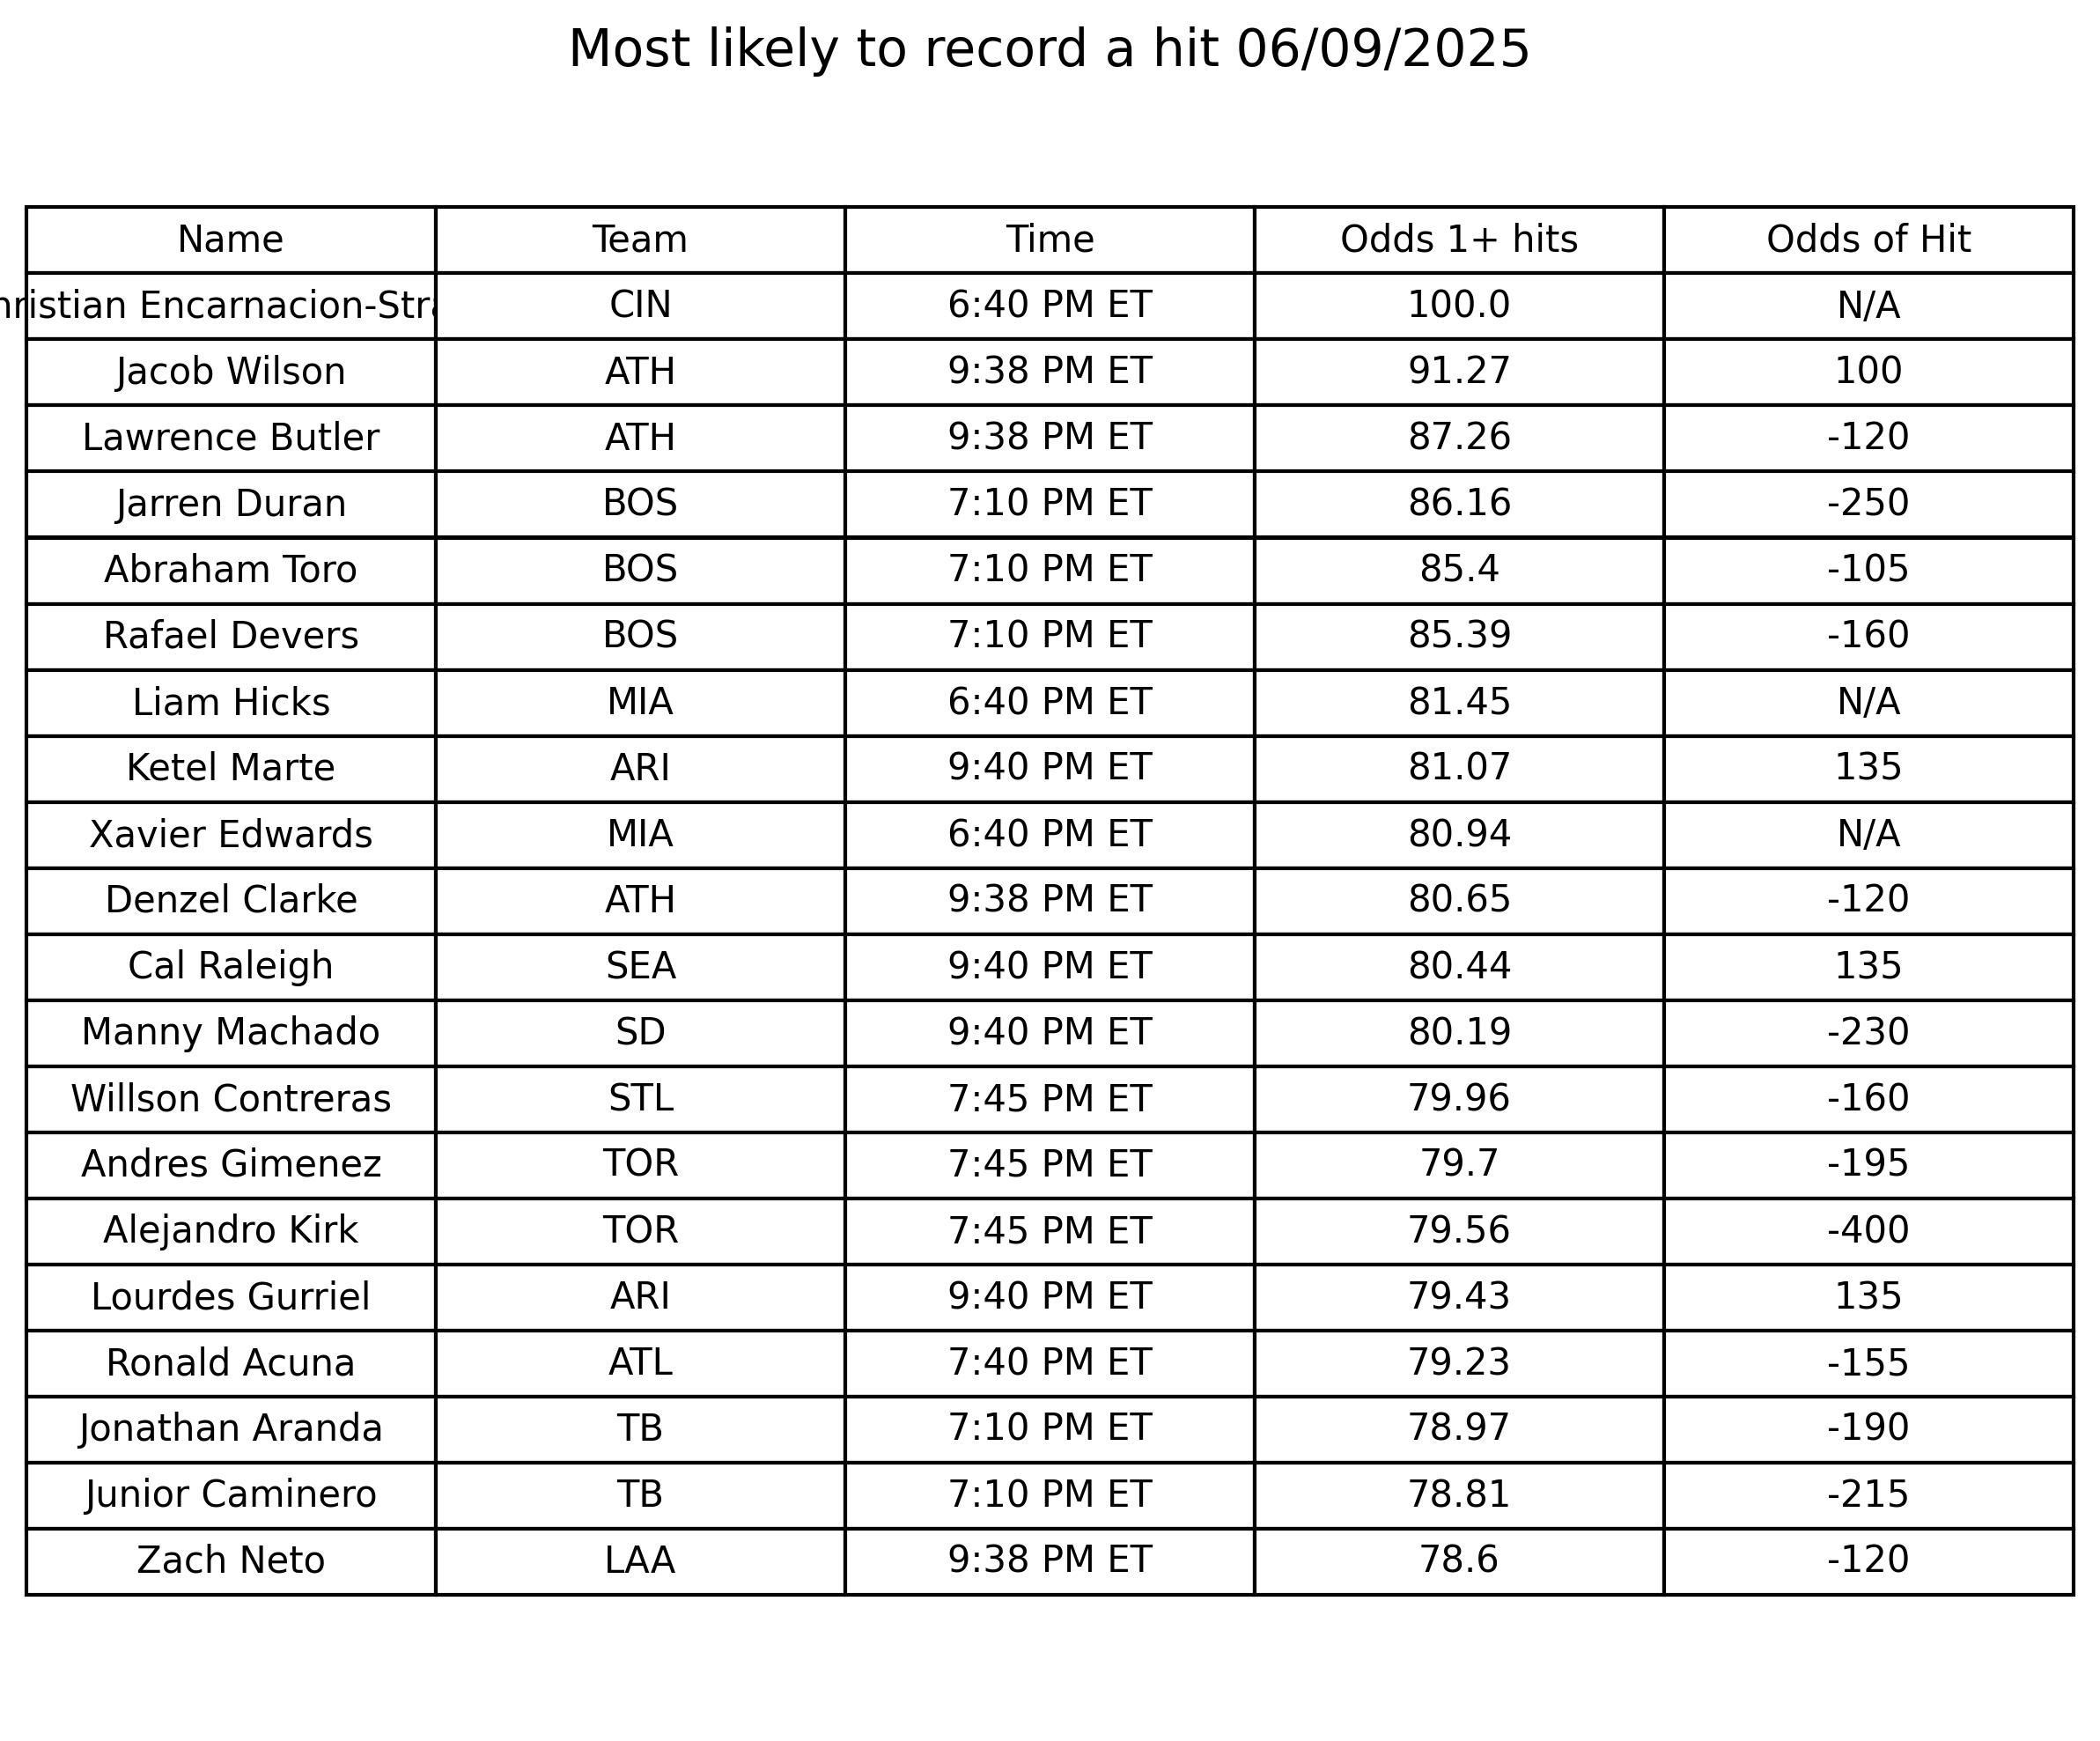 Most likely to record a hit 06/09/2025
Name Team Time Odds 1+ hits Odds of Hit
hristian Encarnacion-Stra CIN 6:40 PM ET 100.0 N/A
Jacob Wilson ATH 9:38 PM ET 91.27 100
Lawrence Butler ATH 9:38 PM ET 87.26 -120
Jarren Duran BOS 7:10 PM ET 86.16 -250
Abraham Toro BOS 7:10 PM ET 85.4 -105
Rafael Devers BOS 7:10 PM ET 85.39 -160
Liam Hicks MIA 6:40 PM ET 81.45 N/A
Ketel Marte ARI 9:40 PM ET 81.07 135
Xavier Edwards MIA 6:40 PM ET 80.94 N/A
Denzel Clarke ATH 9:38 PM ET 80.65 -120
Cal Raleigh SEA 9:40 PM ET 80.44 135
Manny Machado SD 9:40 PM ET 80.19 -230
Willson Contreras STL 7:45 PM ET 79.96 -160
Andres Gimenez TOR 7:45 PM ET 79.7 -195
Alejandro Kirk TOR 7:45 PM ET 79.56 -400
Lourdes Gurriel ARI 9:40 PM ET 79.43 135
Ronald Acuna ATL 7:40 PM ET 79.23 -155
Jonathan Aranda TB 7:10 PM ET 78.97 -190
Junior Caminero TB 7:10 PM ET 78.81 -215
Zach Neto LAA 9:38 PM ET 78.6 -120